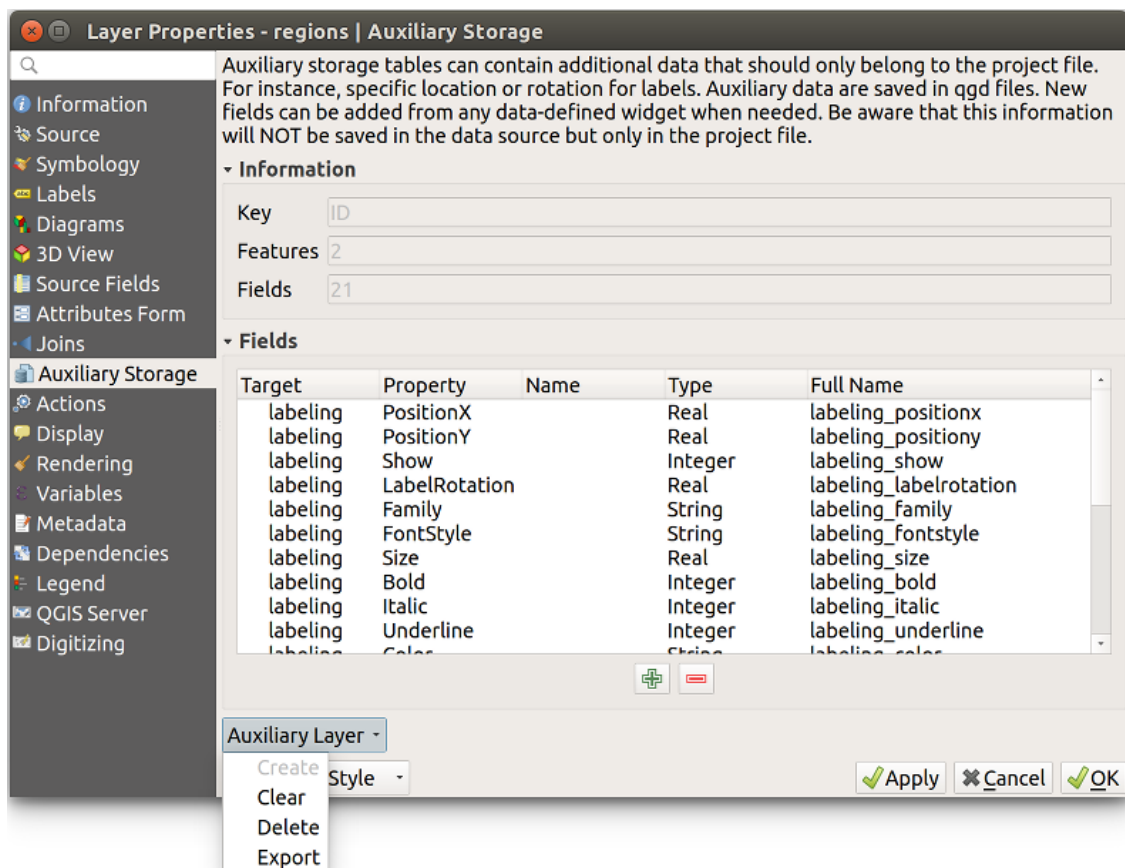 Layer Properties - regions | Auxiliary Storage
Information
Source
Symbology
Labels
Diagrams
3D View
Source Fields
Attributes Form
Joins
Auxiliary Storage
Actions
Display
Rendering
Variables
Metadata
Dependencies
Legend
QGIS Server
Digitizing
Auxiliary storage tables can contain additional data that should only belong to the project file.
For instance, specific location or rotation for labels. Auxiliary data are saved in qgd files. New
fields can be added from any data-defined widget when needed. Be aware that this information
will NOT be saved in the data source but only in the project file.
Information
Key ID
Features 2
Fields 21
Fields
Target Property Name Type Full Name
labeling PositionX Real labeling_positionx
labeling PositionY Real labeling_positiony
labeling Show Integer labeling_show
labeling LabelRotation Real labeling_labelrotation
labeling Family String labeling_family
labeling FontStyle String labeling_fontstyle
labeling Size Real labeling_size
labeling Bold Integer labeling_bold
labeling Italic Integer labeling_italic
labeling Underline Integer labeling_underline
labeling Color String labeling_color
Auxiliary Layer
Create
Clear
Delete
Export
Style
Apply Cancel OK